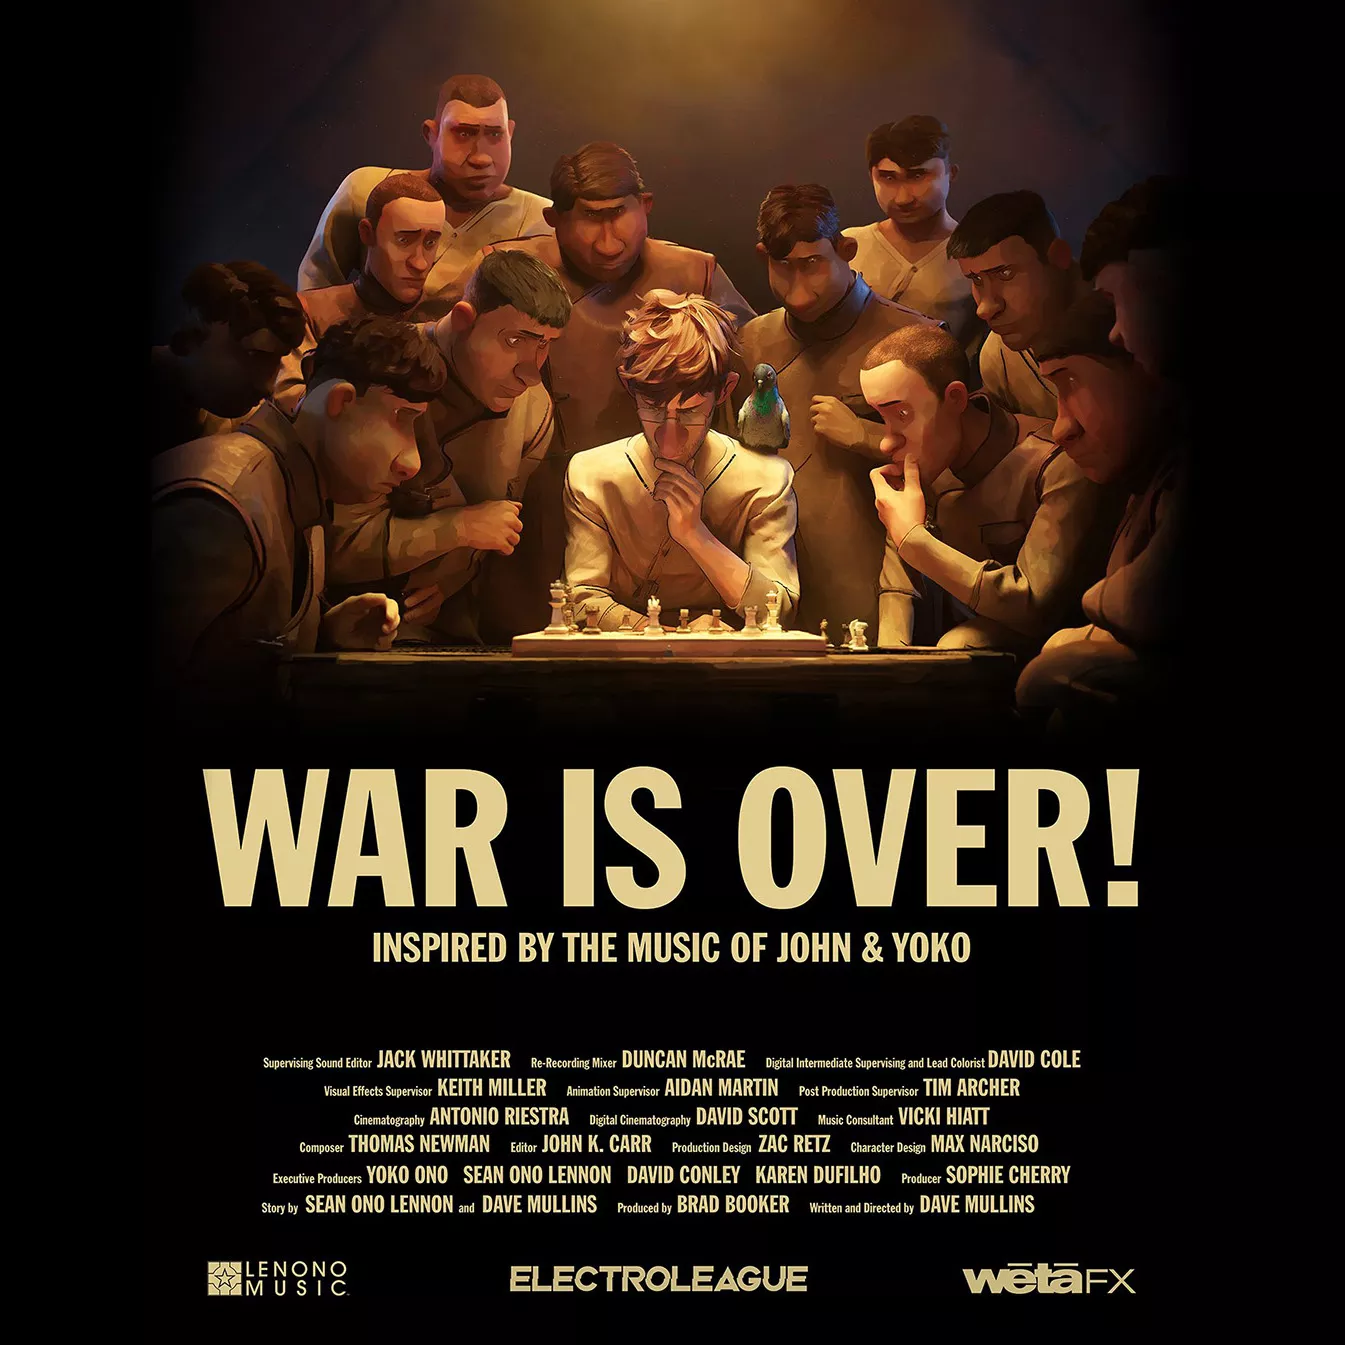 WAR IS OVER!
INSPIRED BY THE MUSIC OF JOHN & YOKO
Supervising Sound Editor JACK WHITTAKER Re-Recording Mixer DUNCAN McRAE Digital Intermediate Supervising and Lead Colorist DAVID COLE
Visual Effects Supervisor KEITH MILLER Animation Supervisor AIDAN MARTIN Post Production Supervisor TIM ARCHER
Cinematography ANTONIO RIESTRA Digital Cinematography DAVID SCOTT Music Consultant VICKI HIATT
Composer THOMAS NEWMAN Editor JOHN K. CARR Production Design ZAC RETZ Character Design MAX NARCISO
Executive Producers YOKO ONO SEAN ONO LENNON DAVID CONLEY KAREN DUFILHO Producer SOPHIE CHERRY
Story by SEAN ONO LENNON and DAVE MULLINS Produced by BRAD BOOKER Written and Directed by DAVE MULLINS
LENONO
MUSIC
ELECTROLEAGUE
wētāFX